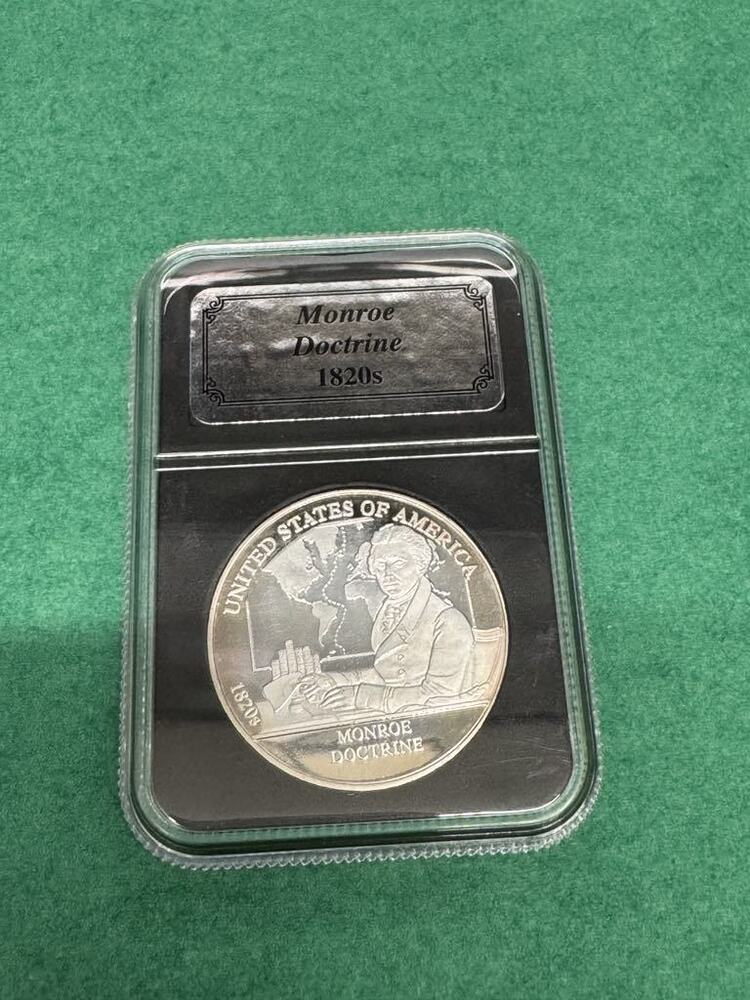 Monroe
Doctrine
1820s
UNITED STATES OF AMERICA
1820s
MONROE
DOCTRINE